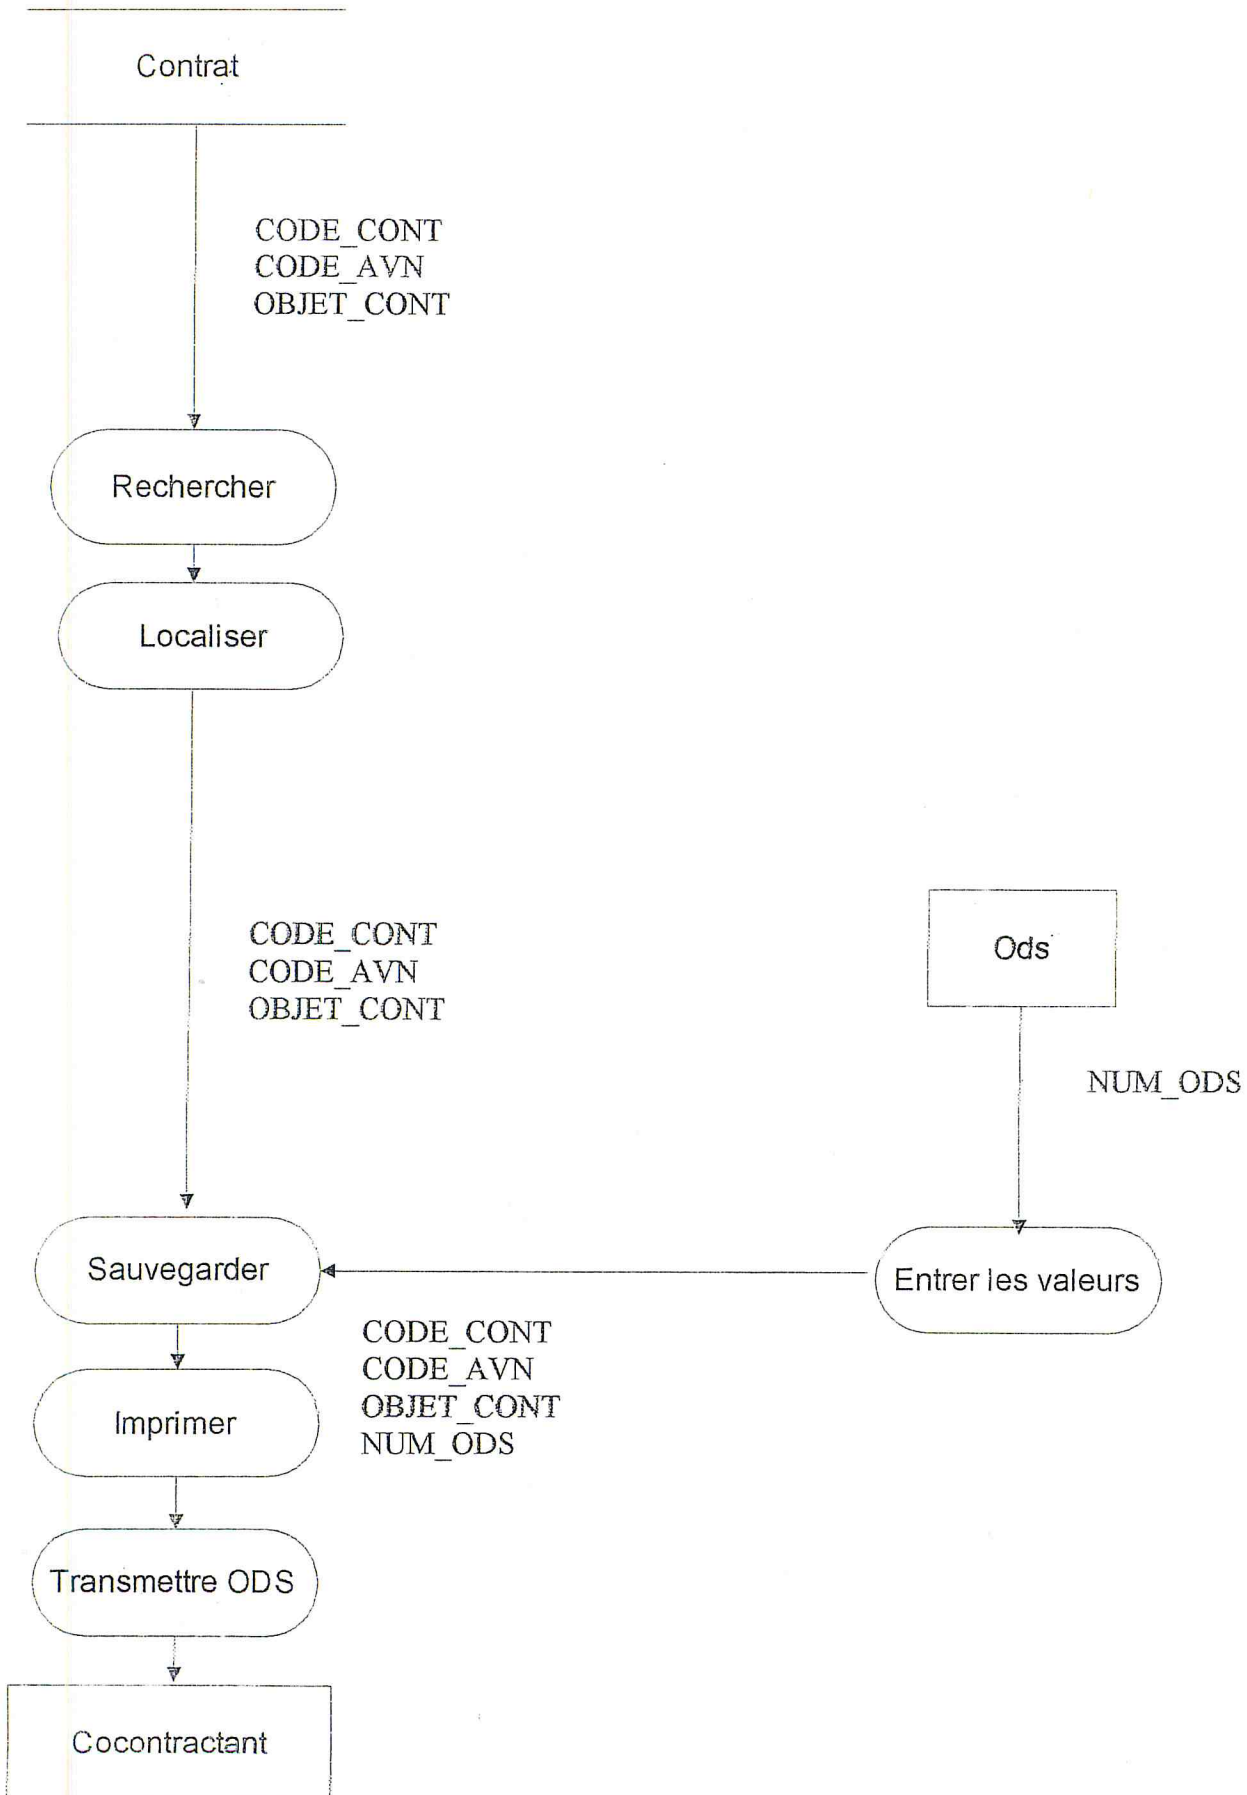 Contrat
CODE_CONT
CODE_AVN
OBJET_CONT
Rechercher
Localiser
CODE_CONT
CODE_AVN
OBJET_CONT
Ods
NUM_ODS
Sauvegarder
Entrer les valeurs
CODE_CONT
CODE_AVN
OBJET_CONT
NUM_ODS
Imprimer
Transmettre ODS
Cocontractant